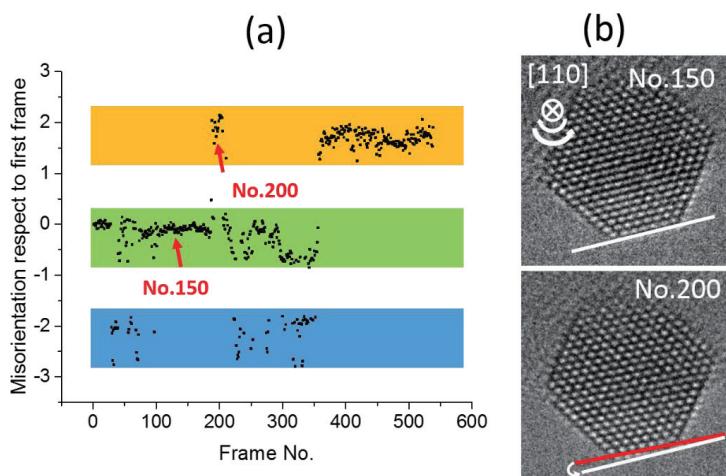 (a)
Misorientation respect to first frame
3
2
1
0
-1
-2
-3
No.200
No.150
0
100
200
300
400
500
600
Frame No.
(b)
[110]
No.150
No.200